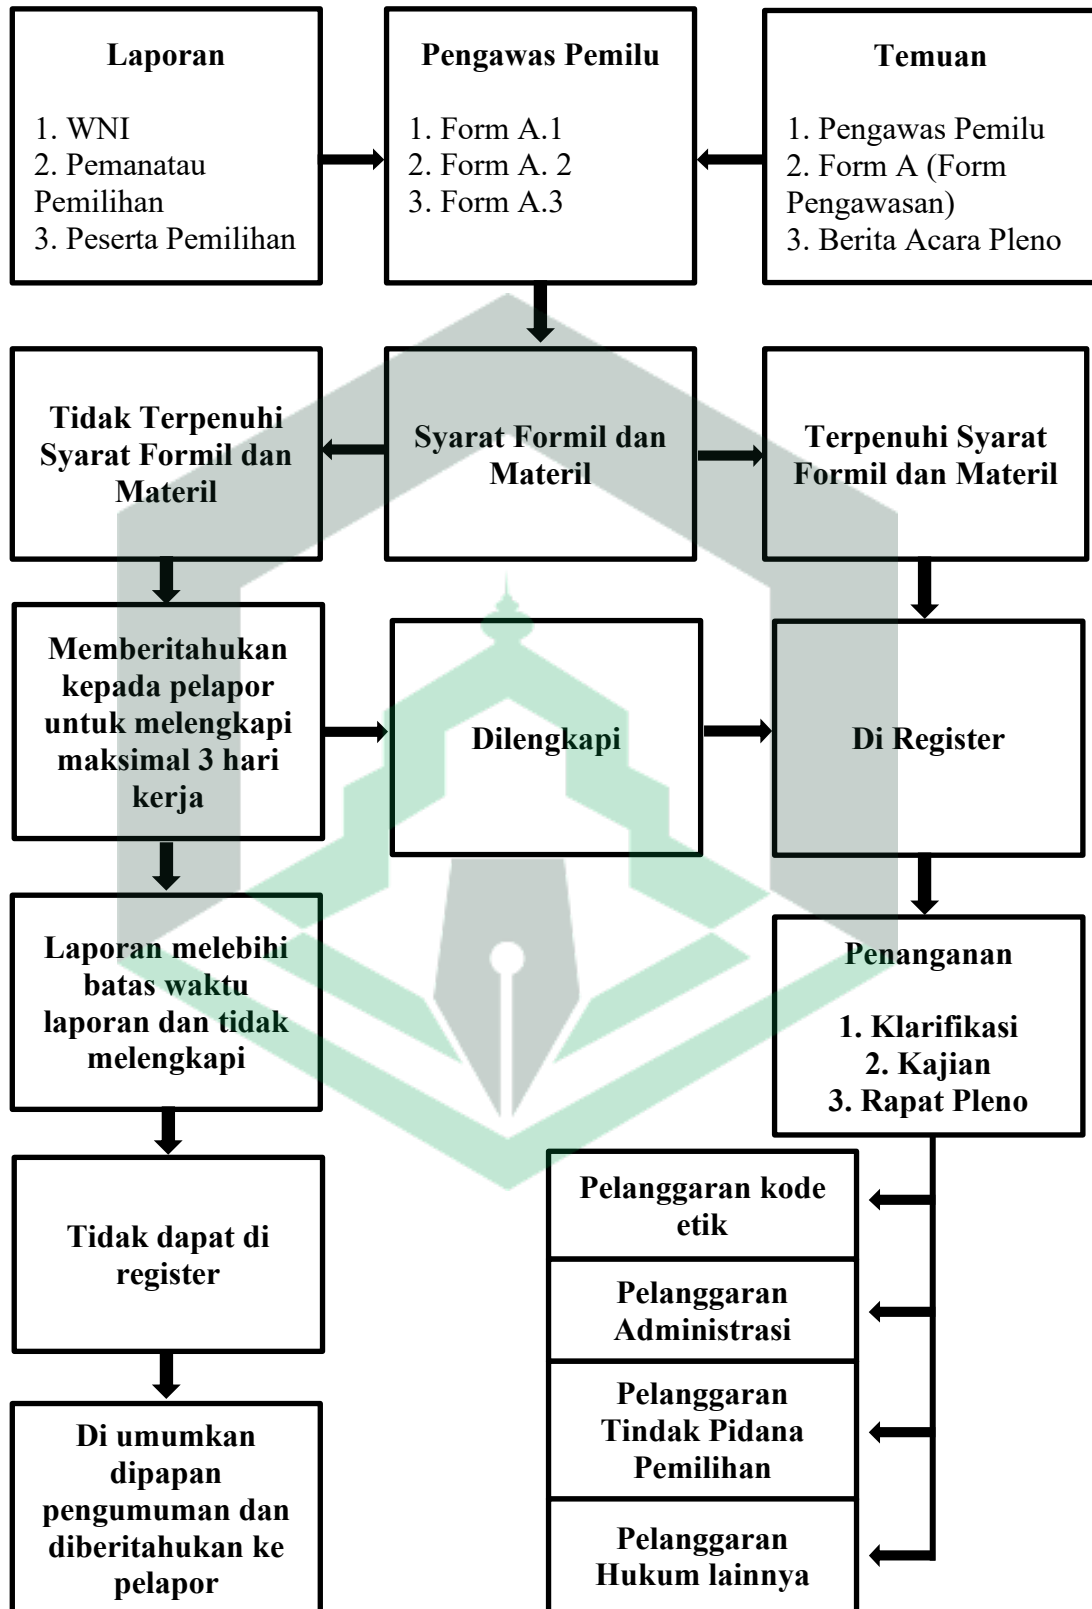 Laporan
1. WNI
2. Pemanatau
Pemilihan
3. Peserta Pemilihan
Pengawas Pemilu
1. Form A.1
2. Form A. 2
3. Form A.3
Temuan
1. Pengawas Pemilu
2. Form A (Form
Pengawasan)
3. Berita Acara Pleno
Tidak Terpenuhi
Syarat Formil dan
Materil
Syarat Formil dan
Materil
Terpenuhi Syarat
Formil dan Materil
Memberitahukan
kepada pelapor
untuk melengkapi
maksimal 3 hari
kerja
Dilengkapi
Di Register
Laporan melebihi
batas waktu
laporan dan tidak
melengkapi
Penanganan
1. Klarifikasi
2. Kajian
3. Rapat Pleno
Tidak dapat di
register
Pelanggaran kode
etik
Pelanggaran
Administrasi
Pelanggaran
Tindak Pidana
Pemilihan
Pelanggaran
Hukum lainnya
Di umumkan
dipapan
pengumuman dan
diberitahukan ke
pelapor